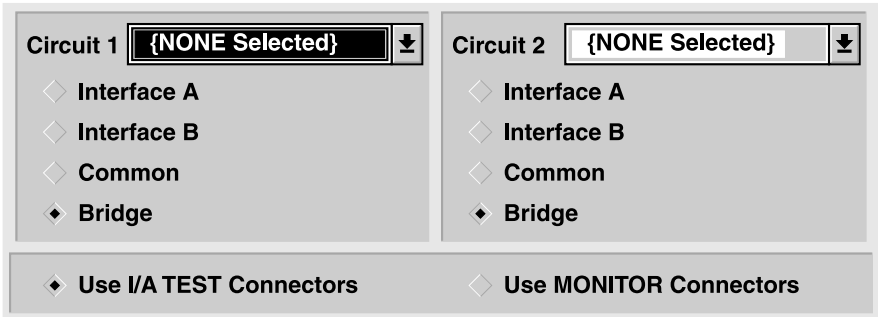 Circuit 1 {NONE Selected}
Interface A
Interface B
Common
Bridge
Circuit 2 {NONE Selected}
Interface A
Interface B
Common
Bridge
Use I/A TEST Connectors
Use MONITOR Connectors